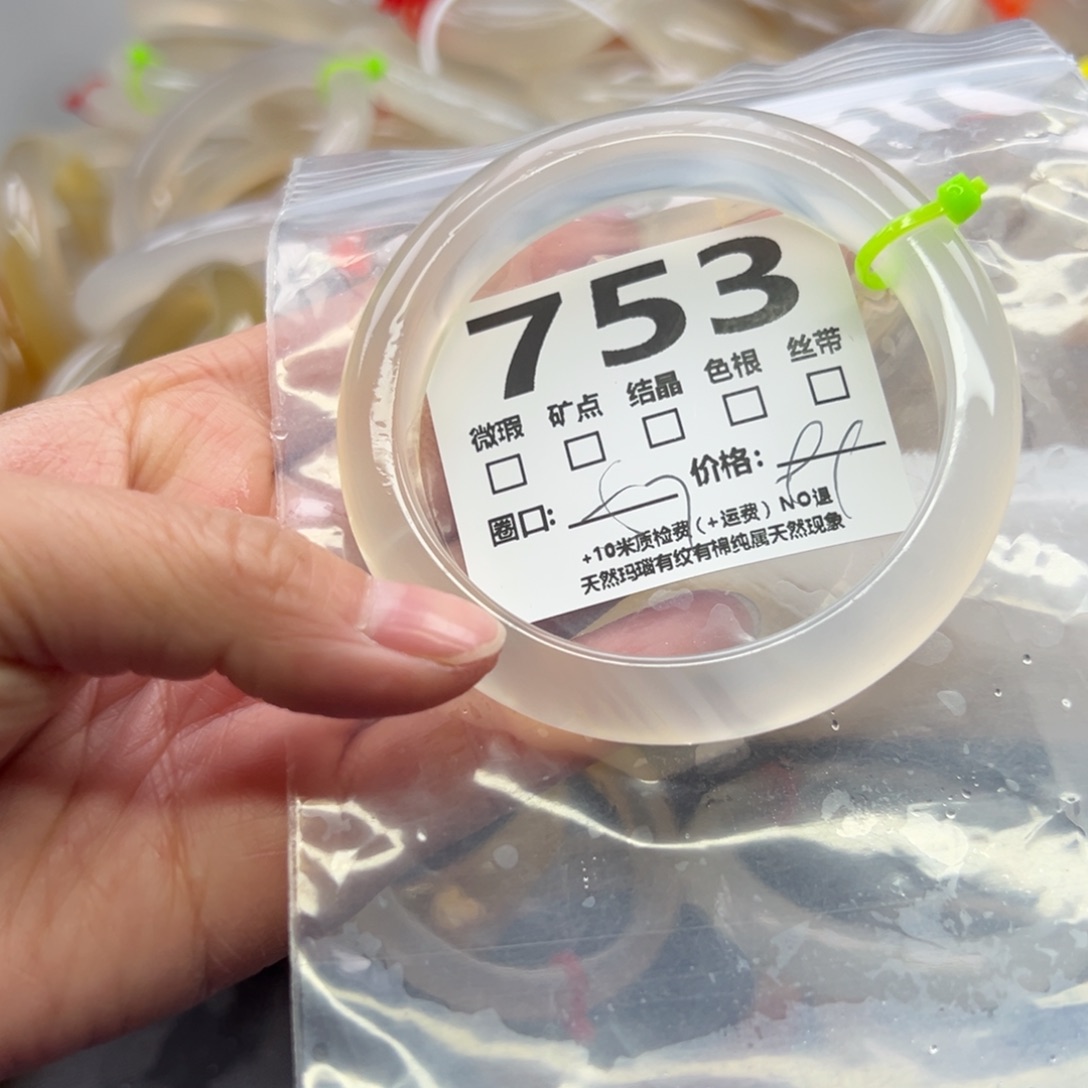 753
微瑕 矿点 结晶 色根 丝带
圈口: 价格:
+10米质检费(+运费) NO退
天然玛瑙有纹有棉纯属天然现象